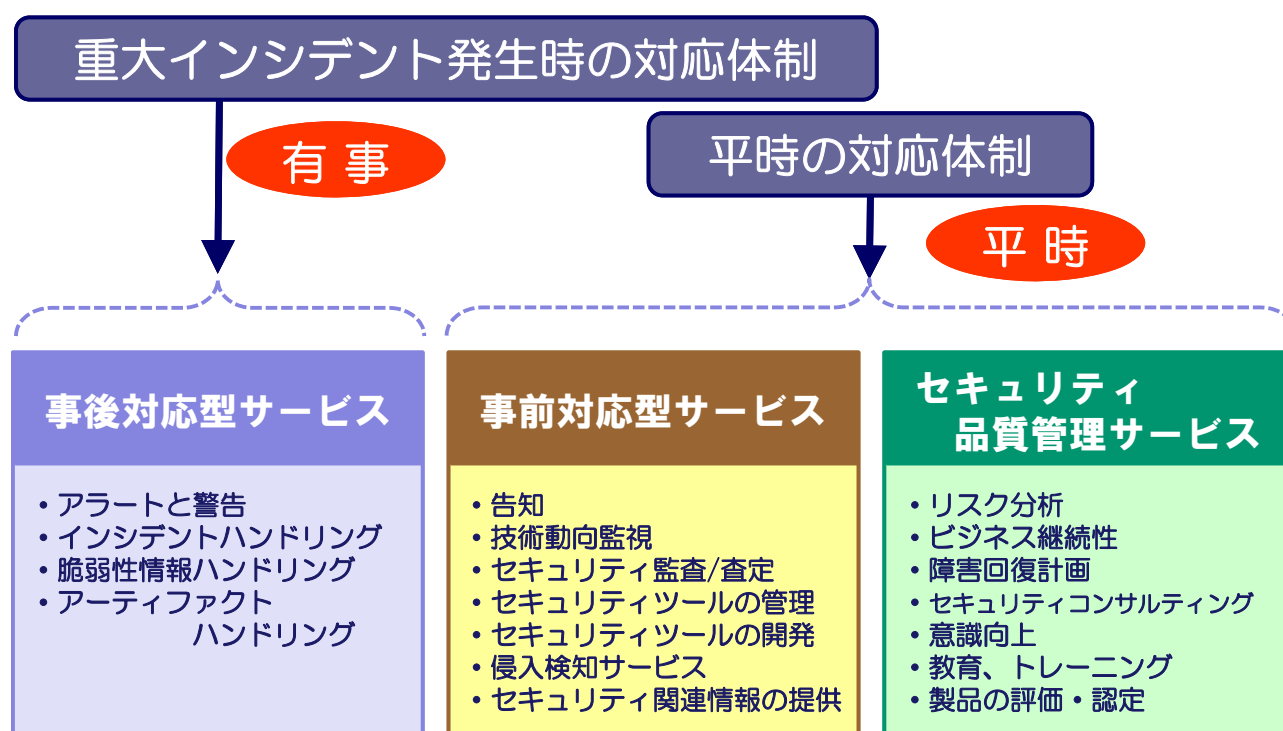 重大インシデント発生時の対応体制
有 事
平時の対応体制
平 時
事後対応型サービス
・アラートと警告
・インシデントハンドリング
・脆弱性情報ハンドリング
・アーティファクト
ハンドリング
事前対応型サービス
・告知
・技術動向監視
・セキュリティ監査/査定
・セキュリティツールの管理
・セキュリティツールの開発
・侵入検知サービス
・セキュリティ関連情報の提供
セキュリティ
品質管理サービス
・リスク分析
・ビジネス継続性
・障害回復計画
・セキュリティコンサルティング
・意識向上
・教育、トレーニング
・製品の評価・認定